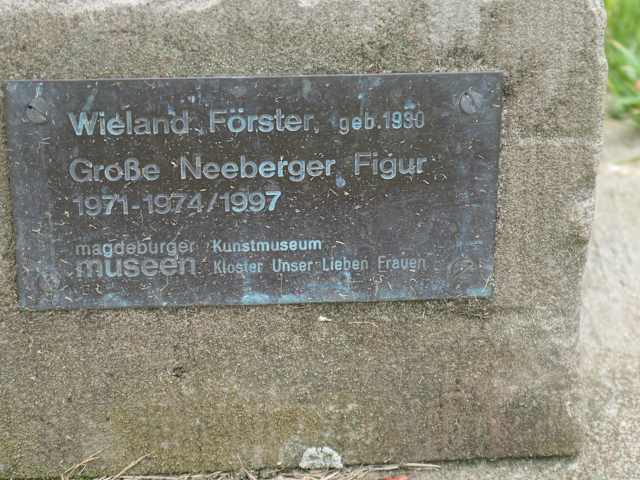 Wieland Förster, geb.1930
Große Neeberger Figur
1971-1974/1997
magdeburger Kunstmuseum
museen Kloster Unser Lieben Frauen